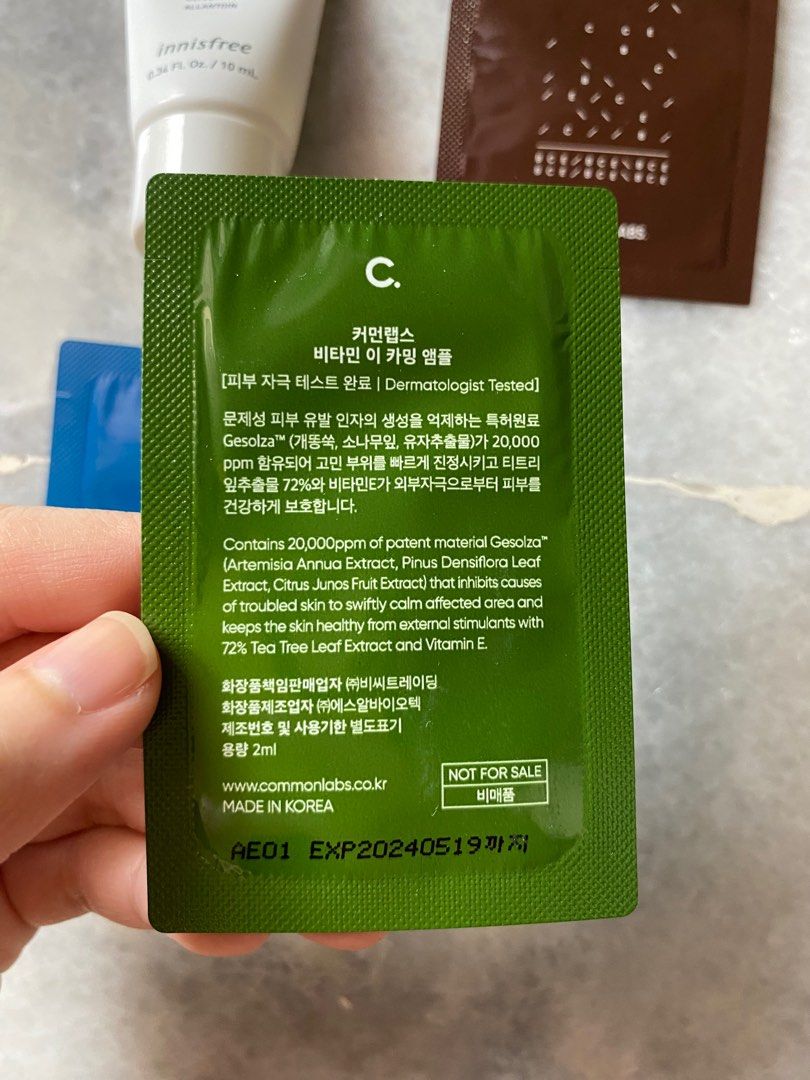 ALLANTOIN
innisfree
0.34 Fl. Oz. / 10 mL
ABS.
C.
커먼랩스
비타민 이 카밍 앰플
[피부 자극 테스트 완료 | Dermatologist Tested]
문제성 피부 유발 인자의 생성을 억제하는 특허원료
Gesolza™ (개똥쑥, 소나무잎, 유자추출물)가 20,000
ppm 함유되어 고민 부위를 빠르게 진정시키고 티트리
잎추출물 72%와 비타민E가 외부자극으로부터 피부를
건강하게 보호합니다.
Contains 20,000ppm of patent material Gesolza™
(Artemisia Annua Extract, Pinus Densiflora Leaf
Extract, Citrus Junos Fruit Extract) that inhibits causes
of troubled skin to swiftly calm affected area and
keeps the skin healthy from external stimulants with
72% Tea Tree Leaf Extract and Vitamin E.
화장품책임판매업자 ㈜비씨트레이딩
화장품제조업자 ㈜에스알바이오텍
제조번호 및 사용기한 별도표기
용량 2ml
www.commonlabs.co.kr
MADE IN KOREA
NOT FOR SALE
비매품
AE01 EXP20240519까지